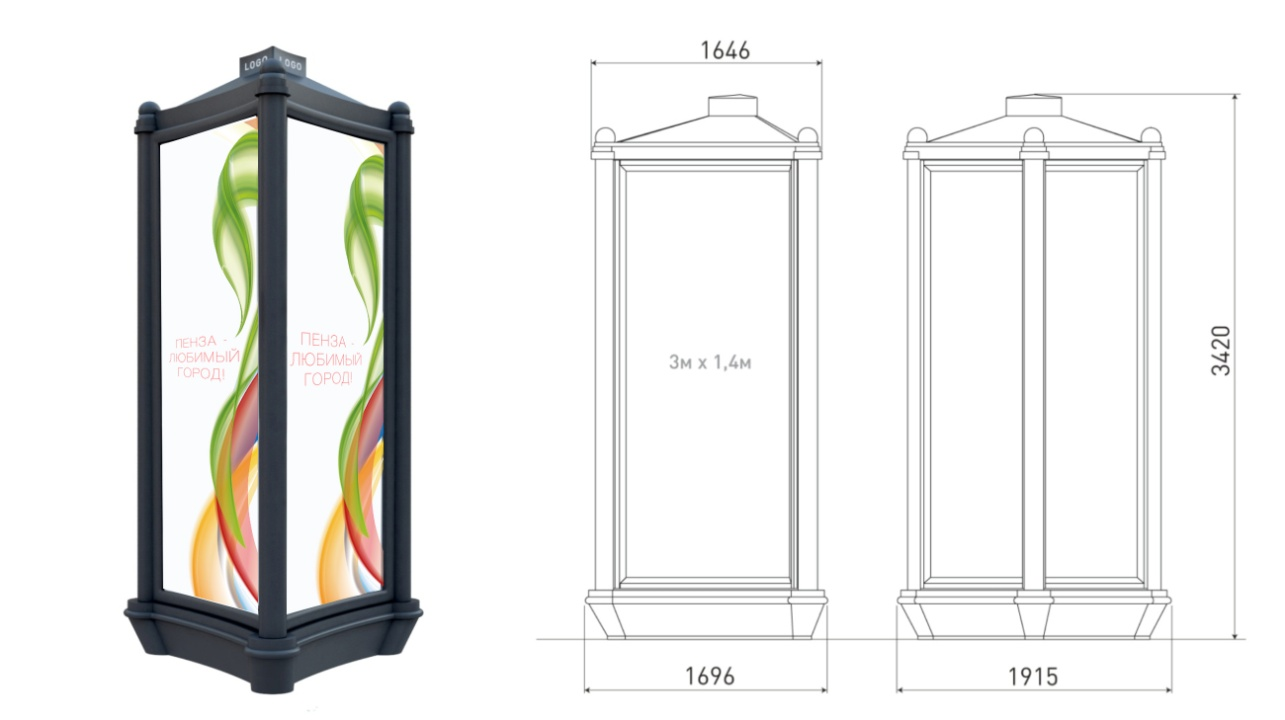 LOGO LOGO
ПЕНЗА -
ЛЮБИМЫЙ
ГОРОД!
ПЕНЗА -
ЛЮБИМЫЙ
ГОРОД!
1646
3м x 1,4м
1696
1915
3420